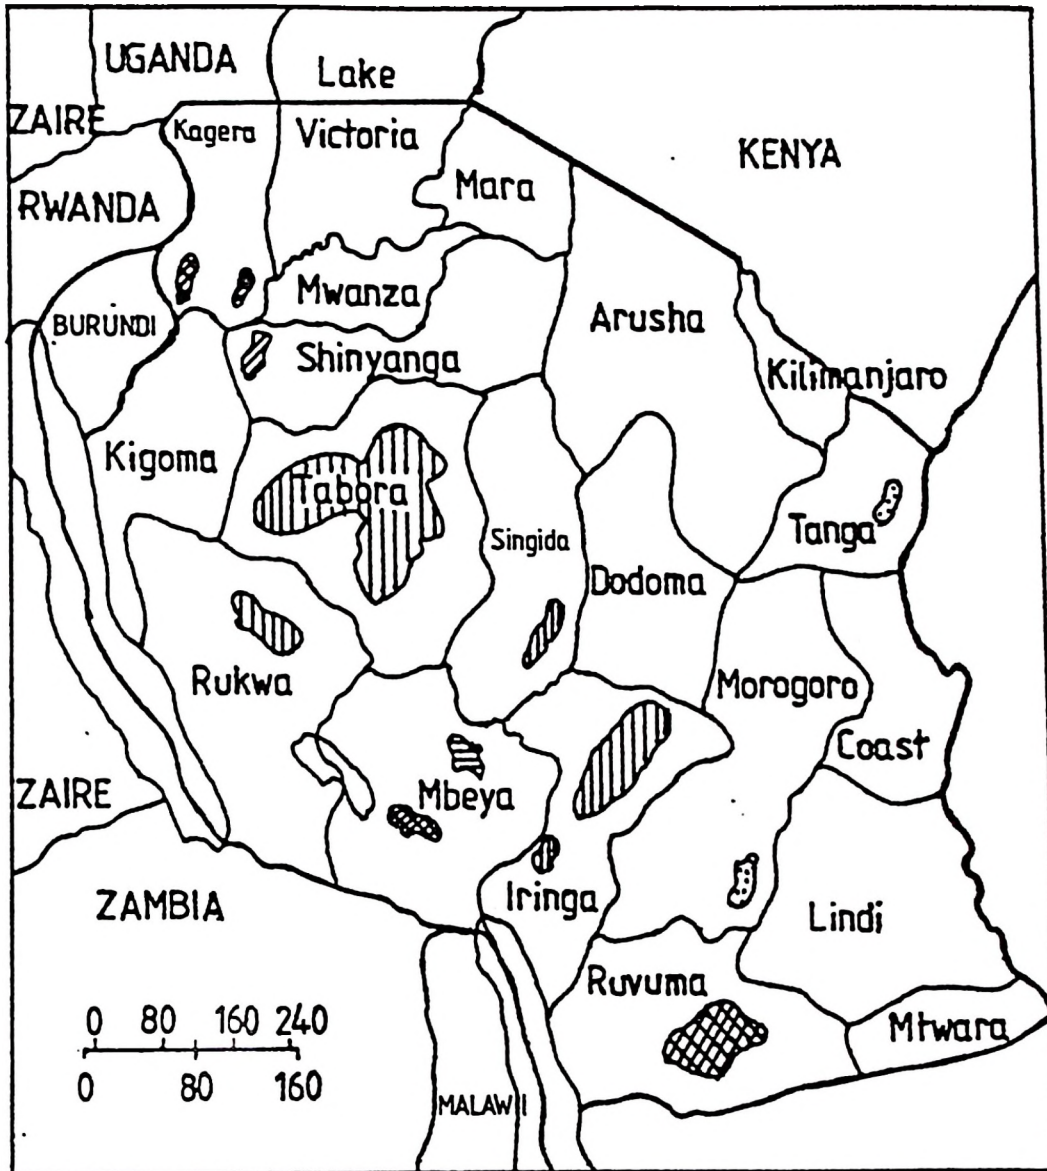 UGANDA
Lake
ZAIRE
Kagera
Victoria
KENYA
Mara
RWANDA
Mwanza
BURUNDI
Arusha
Shinyanga
Kilimanjaro
Kigoma
Tabora
Tanga
Singida
Dodoma
Rukwa
Morogoro
Coast
ZAIRE
Mbeya
ZAMBIA
Iringa
Lindi
Ruvuma
Mtwara
0 80 160 240
0 80 160
MALAWI